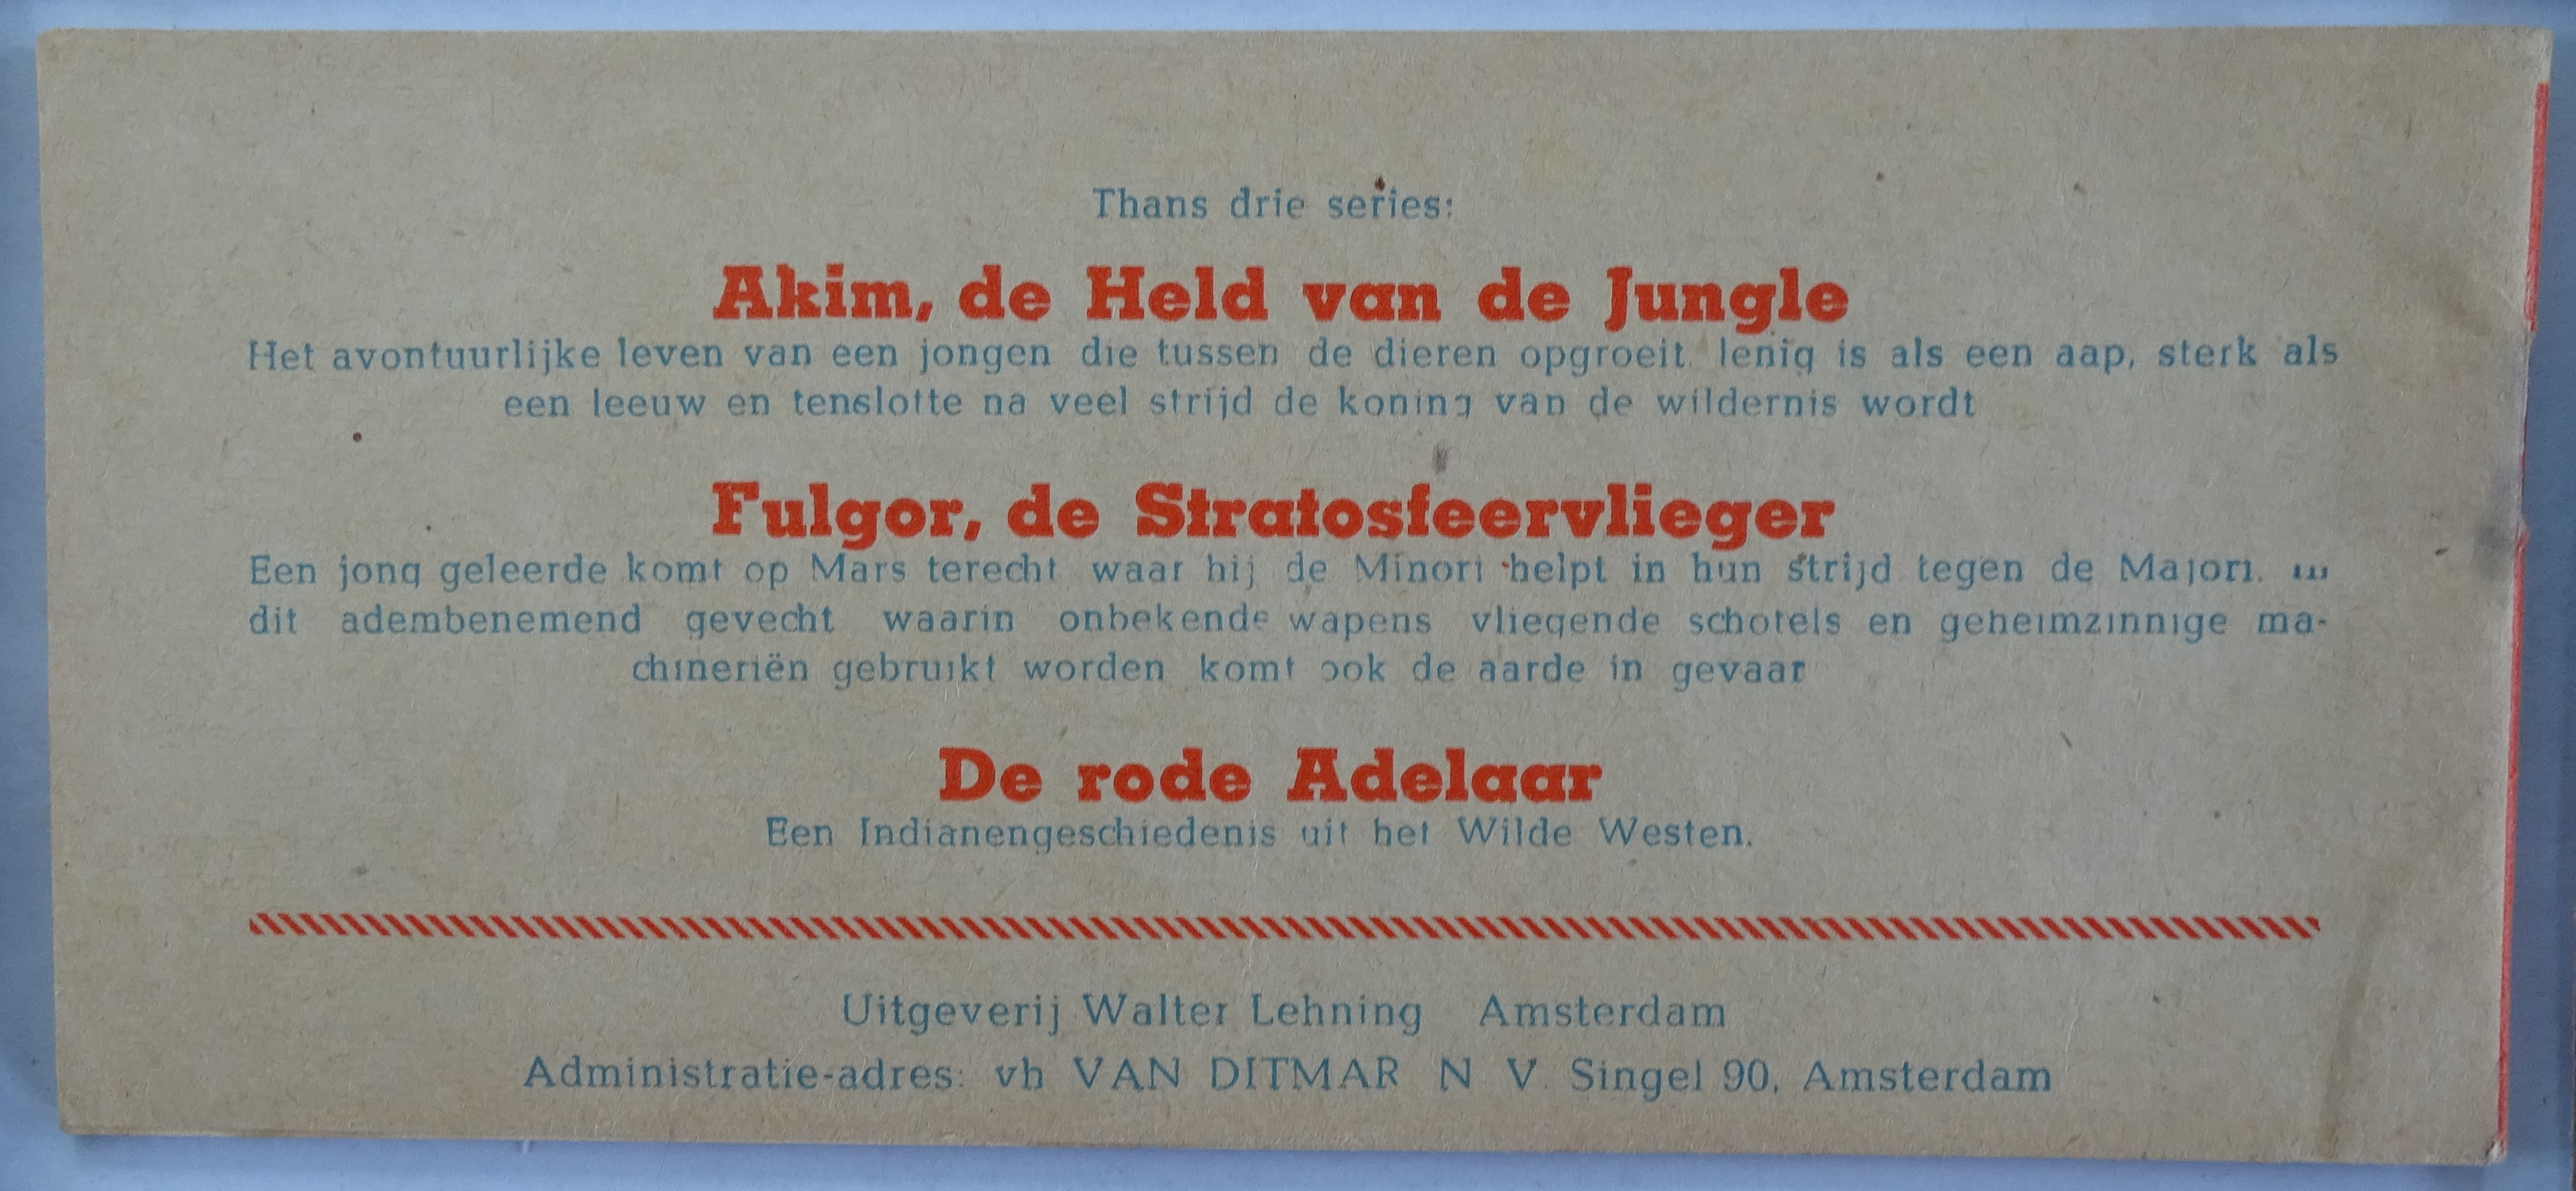 Thans drie series:
Akim, de Held van de Jungle
Het avontuurlijke leven van een jongen die tussen de dieren opgroeit. lenig is als een aap, sterk als
een leeuw en tenslotte na veel strijd de koning van de wildernis wordt
Fulgor, de Stratosfeervlieger
Een jong geleerde komt op Mars terecht waar hij de Minori helpt in hun strijd tegen de Majori.
dit adembenemend gevecht waarin onbekende wapens vliegende schotels en geheimzinnige ma-
chineriën gebruikt worden komt ook de aarde in gevaar
De rode Adelaar
Een Indianengeschiedenis uit het Wilde Westen.
Uitgeverij Walter Lehning Amsterdam
Administratie-adres: vh VAN DITMAR N V. Singel 90, Amsterdam